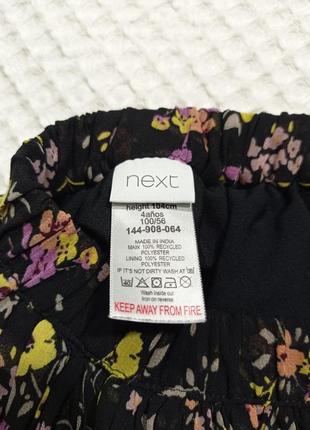 next
height 104cm
4años
100/56
144-908-064
MADE IN INDIA
MAIN 100% RECYCLED
POLYESTER
LINING 100% RECYCLED
POLYESTER
IF IT'S NOT DIRTY WASH AT
Wash inside out
Iron on reverse
KEEP AWAY FROM FIRE